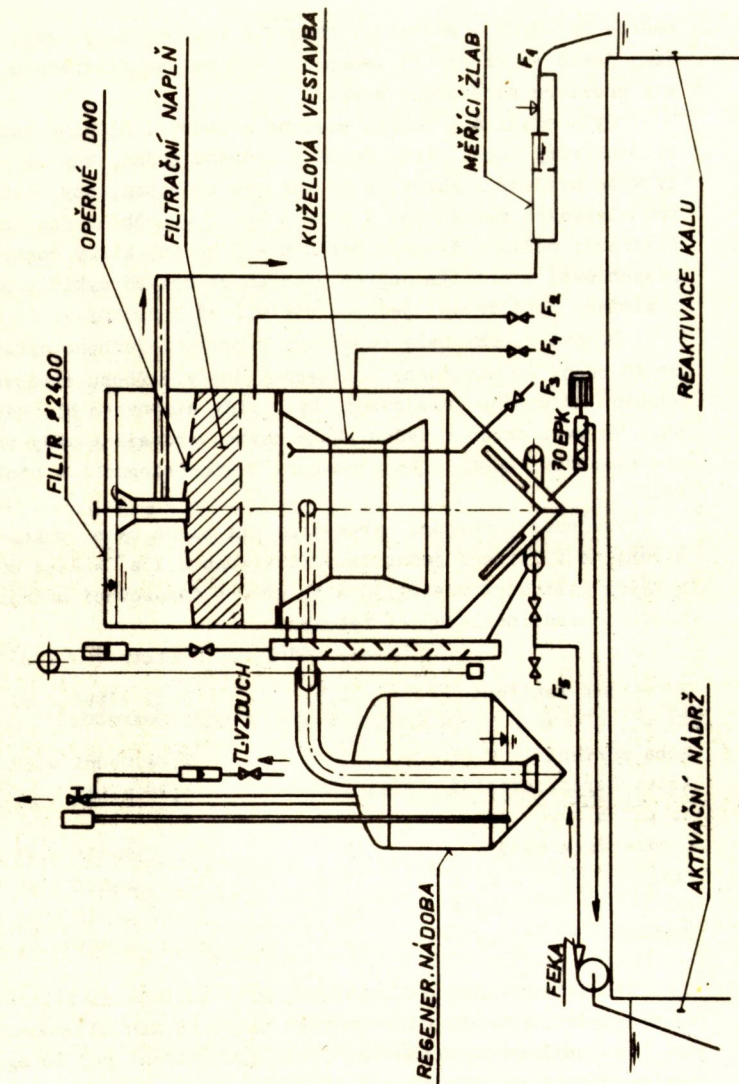 FILTR ø2400
OPĚRNÉ DNO
FILTRAČNÍ NÁPLŇ
KUŽELOVÁ VESTAVBA
MĚŘICÍ ŽLAB
F1
F2
F4
F3
70 EPK
REAKTIVACE KALU
TL.VZDUCH
F5
REGENER. NÁDOBA
FEKA
AKTIVAČNÍ NÁDRŽ